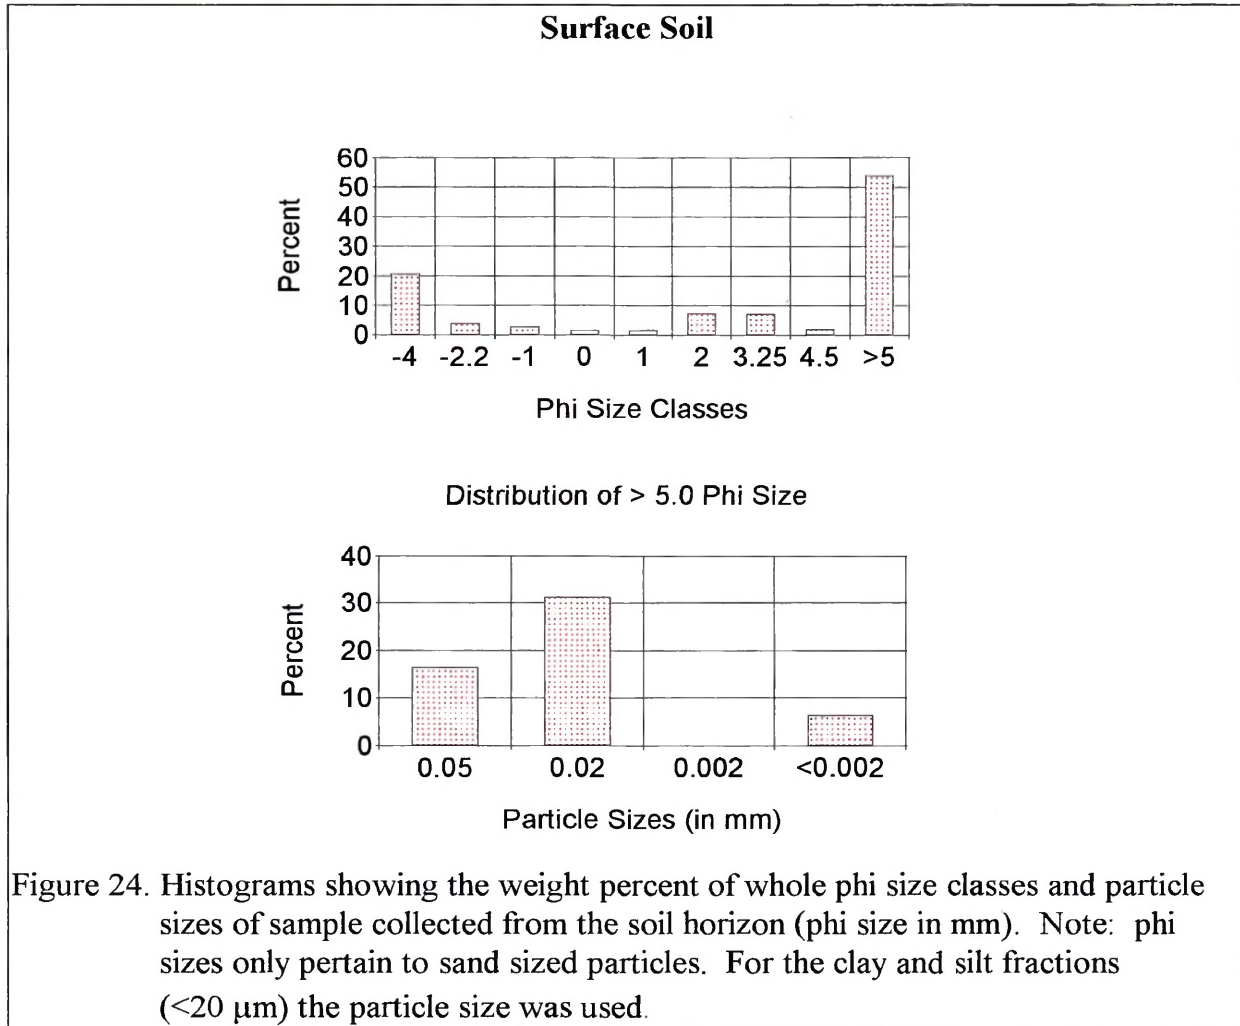 Surface Soil
60
50
40
30
20
10
0
Percent
-4 -2.2 -1 0 1 2 3.25 4.5 >5
Phi Size Classes
Distribution of > 5.0 Phi Size
40
30
20
10
0
Percent
0.05 0.02 0.002 <0.002
Particle Sizes (in mm)
Figure 24. Histograms showing the weight percent of whole phi size classes and particle
sizes of sample collected from the soil horizon (phi size in mm). Note: phi
sizes only pertain to sand sized particles. For the clay and silt fractions
(<20 μm) the particle size was used.